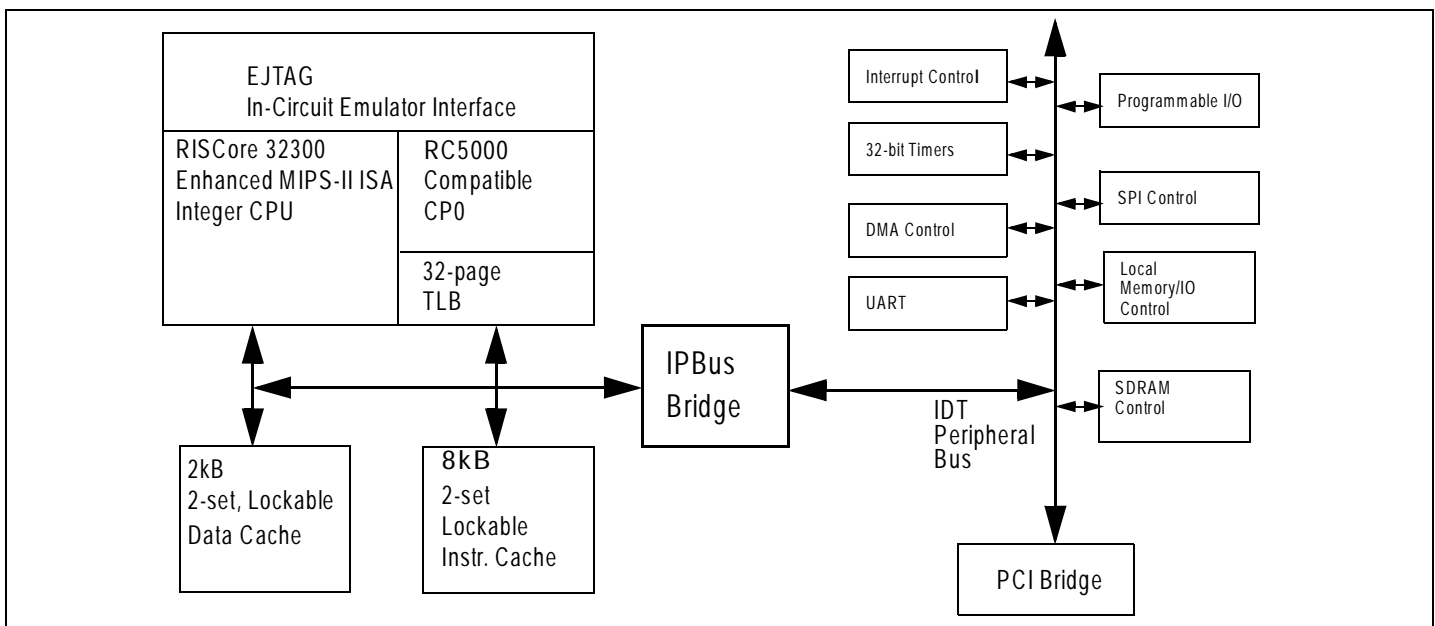 EJTAG
In-Circuit Emulator Interface
RISCore 32300
Enhanced MIPS-II ISA
Integer CPU
RC5000
Compatible
CP0
32-page
TLB
2kB
2-set, Lockable
Data Cache
8kB
2-set
Lockable
Instr. Cache
IPBus
Bridge
IDT
Peripheral
Bus
Interrupt Control
32-bit Timers
DMA Control
UART
Programmable I/O
SPI Control
Local
Memory/IO
Control
SDRAM
Control
PCI Bridge